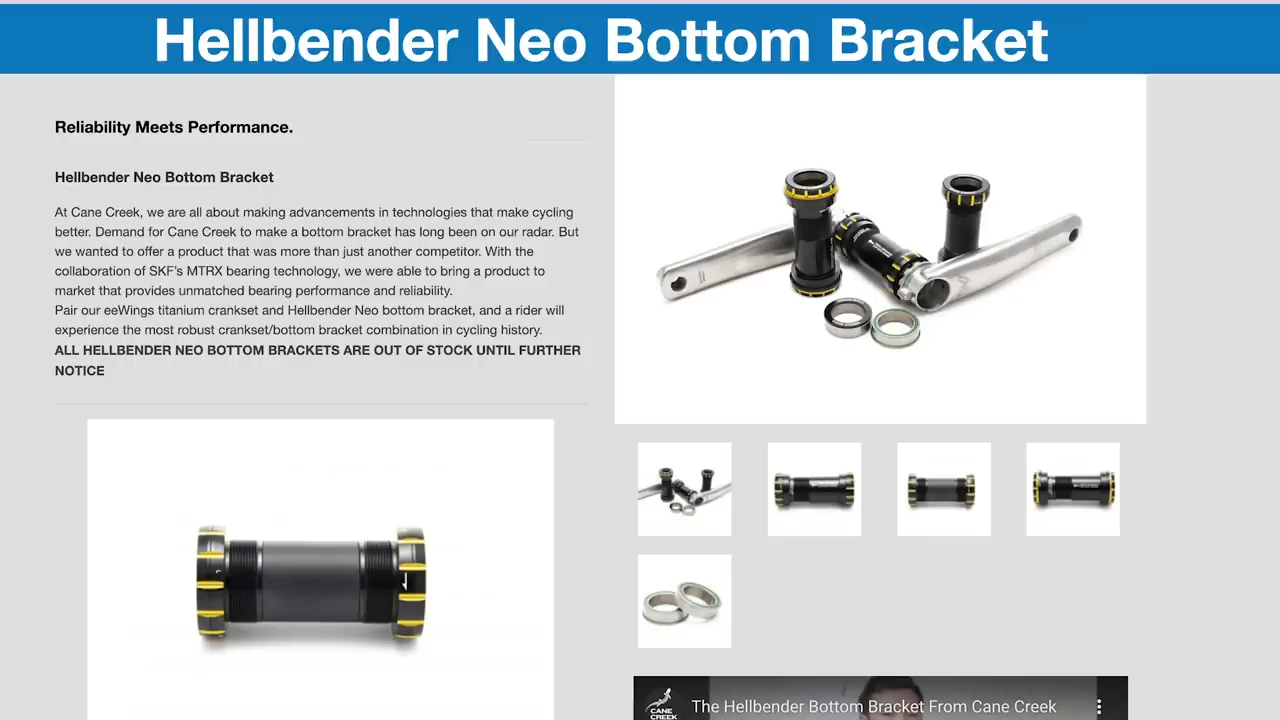 Hellbender Neo Bottom Bracket
Reliability Meets Performance.
Hellbender Neo Bottom Bracket
At Cane Creek, we are all about making advancements in technologies that make cycling
better. Demand for Cane Creek to make a bottom bracket has long been on our radar. But
we wanted to offer a product that was more than just another competitor. With the
collaboration of SKF's MTRX bearing technology, we were able to bring a product to
market that provides unmatched bearing performance and reliability.
Pair our eeWings titanium crankset and Hellbender Neo bottom bracket, and a rider will
experience the most robust crankset/bottom bracket combination in cycling history.
ALL HELLBENDER NEO BOTTOM BRACKETS ARE OUT OF STOCK UNTIL FURTHER
NOTICE
CANE
CREEK
The Hellbender Bottom Bracket From Cane Creek